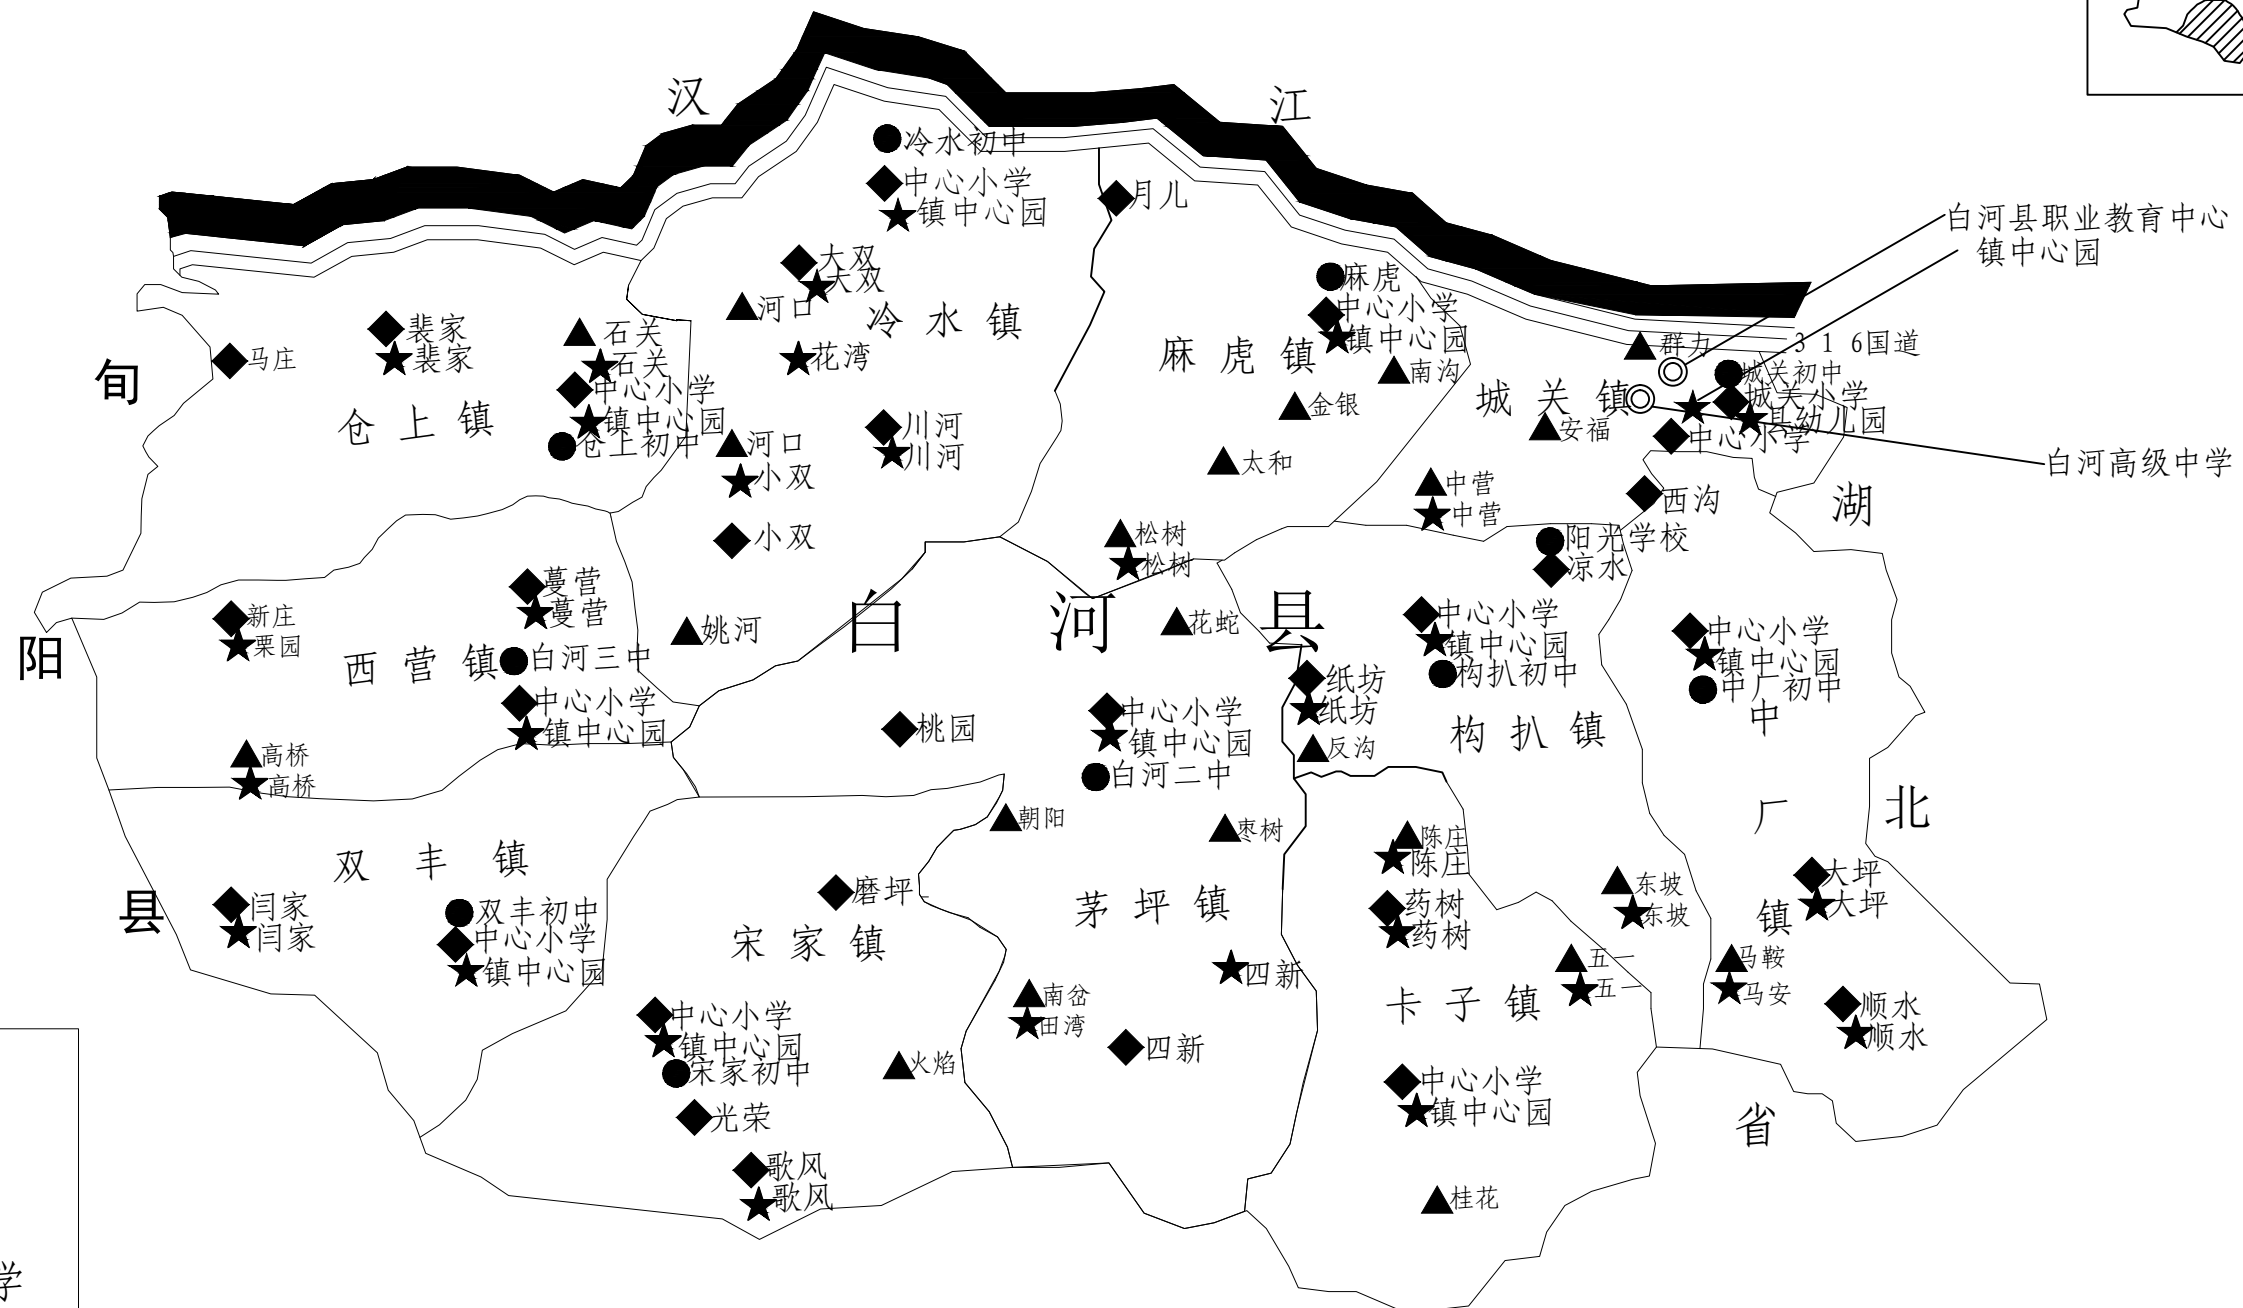 汉
江
冷水初中
中心小学
镇中心园
月儿
白河县职业教育中心
镇中心园
大双
大双
河口
冷水镇
花湾
川河
川河
河口
小双
小双
姚河
麻虎
中心小学
镇中心园
麻虎镇
南沟
金银
太和
松树
松树
群力
316国道
城关初中
城关小学
县幼儿园
中心小学
城关镇
安福
中营
中营
白河高级中学
西沟
旬
阳
县
马庄
裴家
裴家
石关
石关
中心小学
镇中心园
仓上初中
仓上镇
新庄
栗园
蔓营
蔓营
西营镇
白河三中
中心小学
镇中心园
高桥
高桥
白河县
花蛇
桃园
中心小学
镇中心园
白河二中
朝阳
枣树
茅坪镇
四新
南岔
田湾
四新
阳光学校
凉水
中心小学
镇中心园
构扒初中
纸坊
纸坊
反沟
构扒镇
东坡
东坡
湖
北
省
中心小学
镇中心园
中厂初中
中
厂
镇
大坪
大坪
马鞍
马安
顺水
顺水
双丰镇
闫家
闫家
双丰初中
中心小学
镇中心园
磨坪
宋家镇
中心小学
镇中心园
宋家初中
火焰
光荣
歌风
歌风
陈庄
陈庄
药树
药树
五一
五一
卡子镇
中心小学
镇中心园
桂花
学